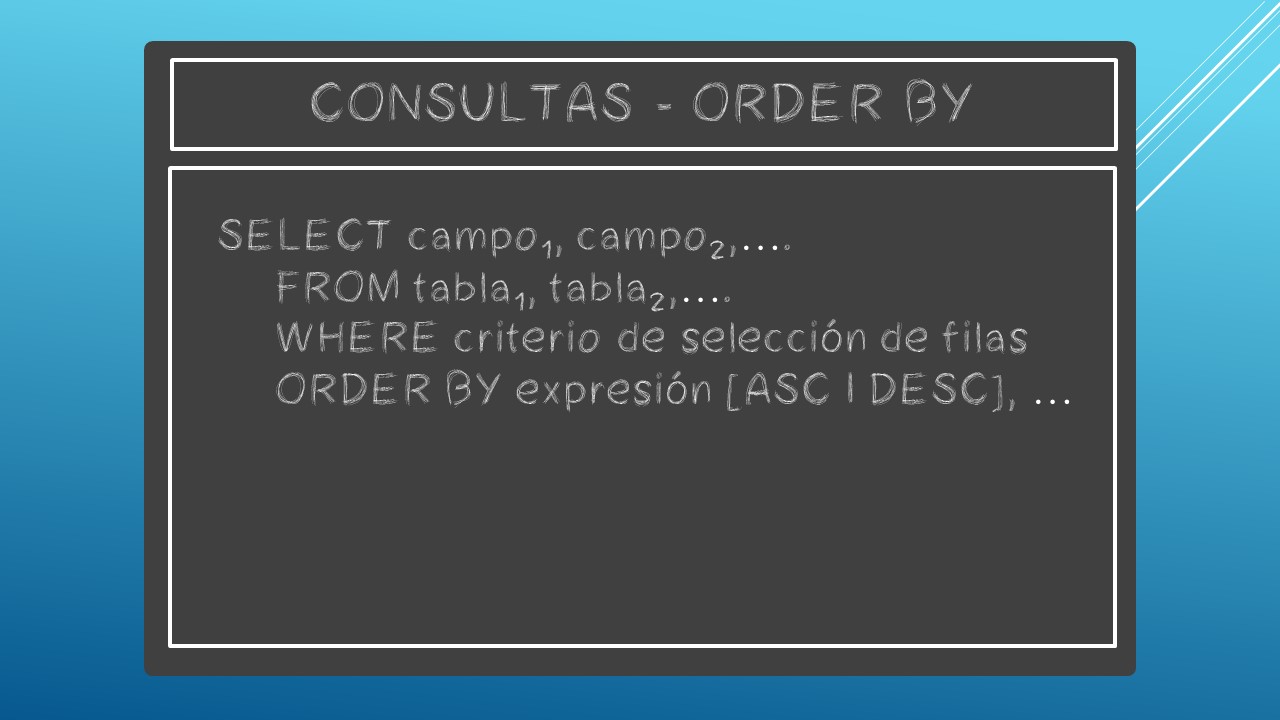 CONSULTAS - ORDER BY
SELECT campo₁, campo₂,....
FROM tabla₁, tabla₂,....
WHERE criterio de selección de filas
ORDER BY expresión [ASC | DESC], ...